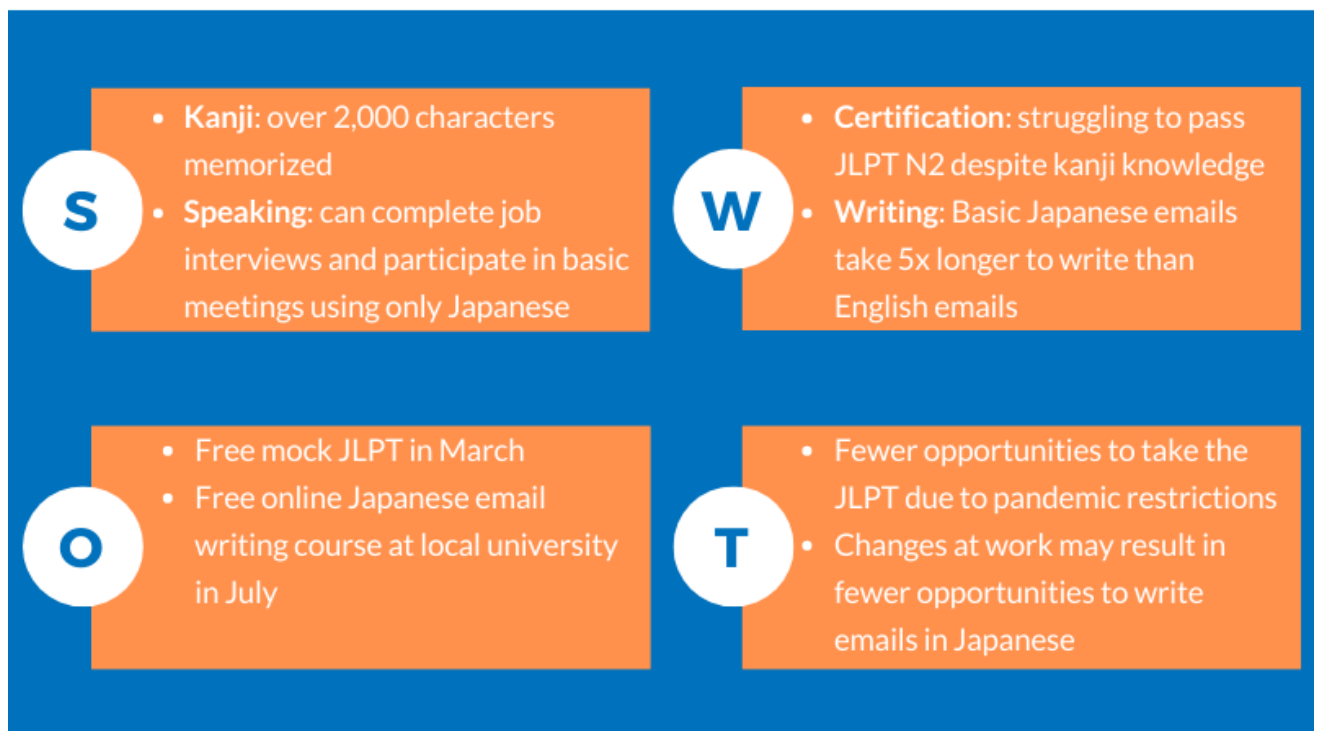 S
• Kanji: over 2,000 characters
memorized
• Speaking: can complete job
interviews and participate in basic
meetings using only Japanese
W
• Certification: struggling to pass
JLPT N2 despite kanji knowledge
• Writing: Basic Japanese emails
take 5x longer to write than
English emails
O
• Free mock JLPT in March
• Free online Japanese email
writing course at local university
in July
T
• Fewer opportunities to take the
JLPT due to pandemic restrictions
• Changes at work may result in
fewer opportunities to write
emails in Japanese